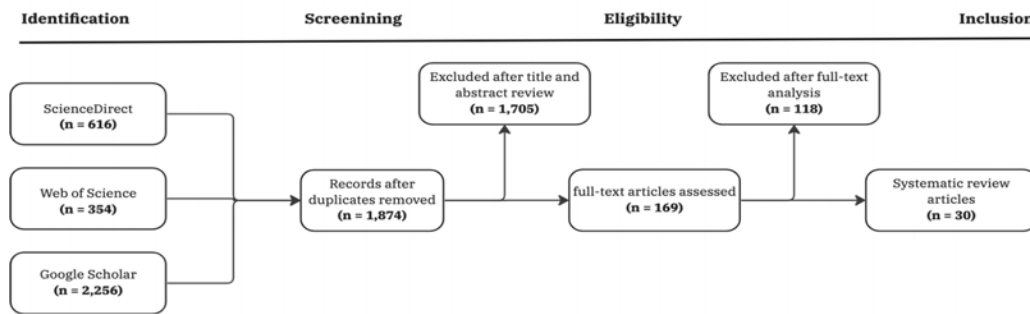 Identification
Screenining
Eligibility
Inclusion
ScienceDirect
(n = 616)
Web of Science
(n = 354)
Google Scholar
(n = 2,256)
Records after
duplicates removed
(n = 1,874)
Excluded after title and
abstract review
(n = 1,705)
full-text articles assessed
(n = 169)
Excluded after full-text
analysis
(n = 118)
Systematic review
articles
(n = 30)